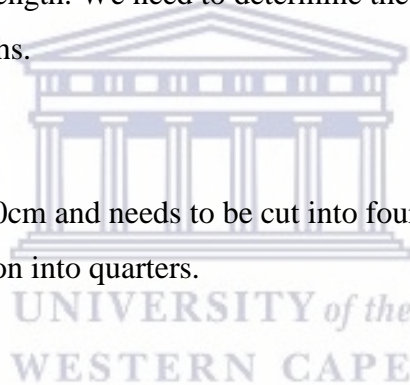 ength. We need to determine the
ns.
0cm and needs to be cut into four
on into quarters.
UNIVERSITY of the
WESTERN CAPE